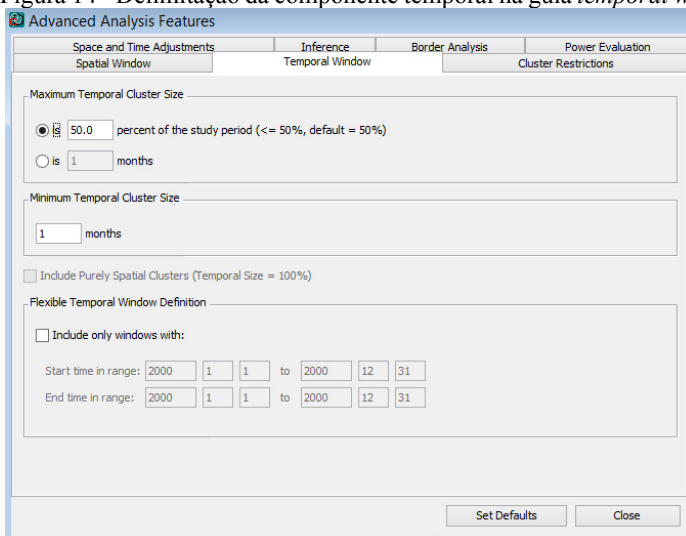 Figura 14 - Delimitação da componente temporal na guia temporal w
Advanced Analysis Features
Space and Time Adjustments Inference Border Analysis Power Evaluation
Spatial Window Temporal Window Cluster Restrictions
Maximum Temporal Cluster Size
is 50.0 percent of the study period (<= 50%, default = 50%)
is 1 months
Minimum Temporal Cluster Size
1 months
Include Purely Spatial Clusters (Temporal Size = 100%)
Flexible Temporal Window Definition
Include only windows with:
Start time in range: 2000 1 1 to 2000 12 31
End time in range: 2000 1 1 to 2000 12 31
Set Defaults Close